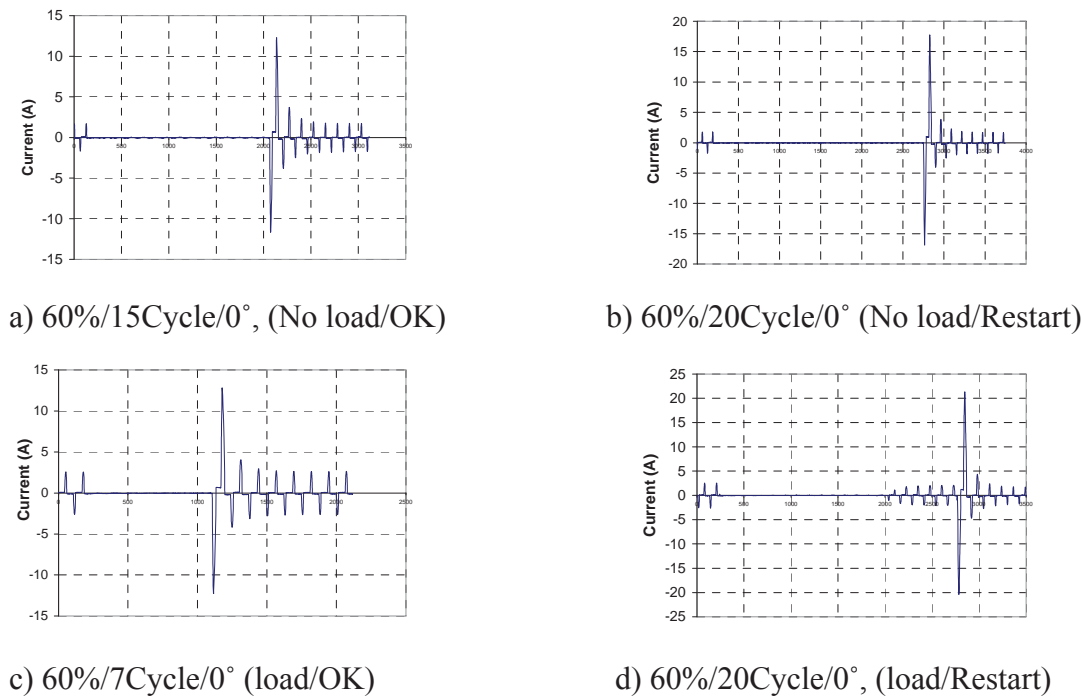 15
10
5
0
-5
-10
-15
Current (A)
0 500 1000 1500 2000 2500 3000 3500
20
15
10
5
0
-5
-10
-15
-20
Current (A)
0 500 1000 1500 2000 2500 3000 3500 4000
a) 60%/15Cycle/0˚, (No load/OK)
b) 60%/20Cycle/0˚ (No load/Restart)
15
10
5
0
-5
-10
-15
Current (A)
0 500 1000 1500 2000 2500
25
20
15
10
5
0
-5
-10
-15
-20
-25
Current (A)
0 500 1000 1500 2000 2500 3000 3500
c) 60%/7Cycle/0˚ (load/OK)
d) 60%/20Cycle/0˚, (load/Restart)